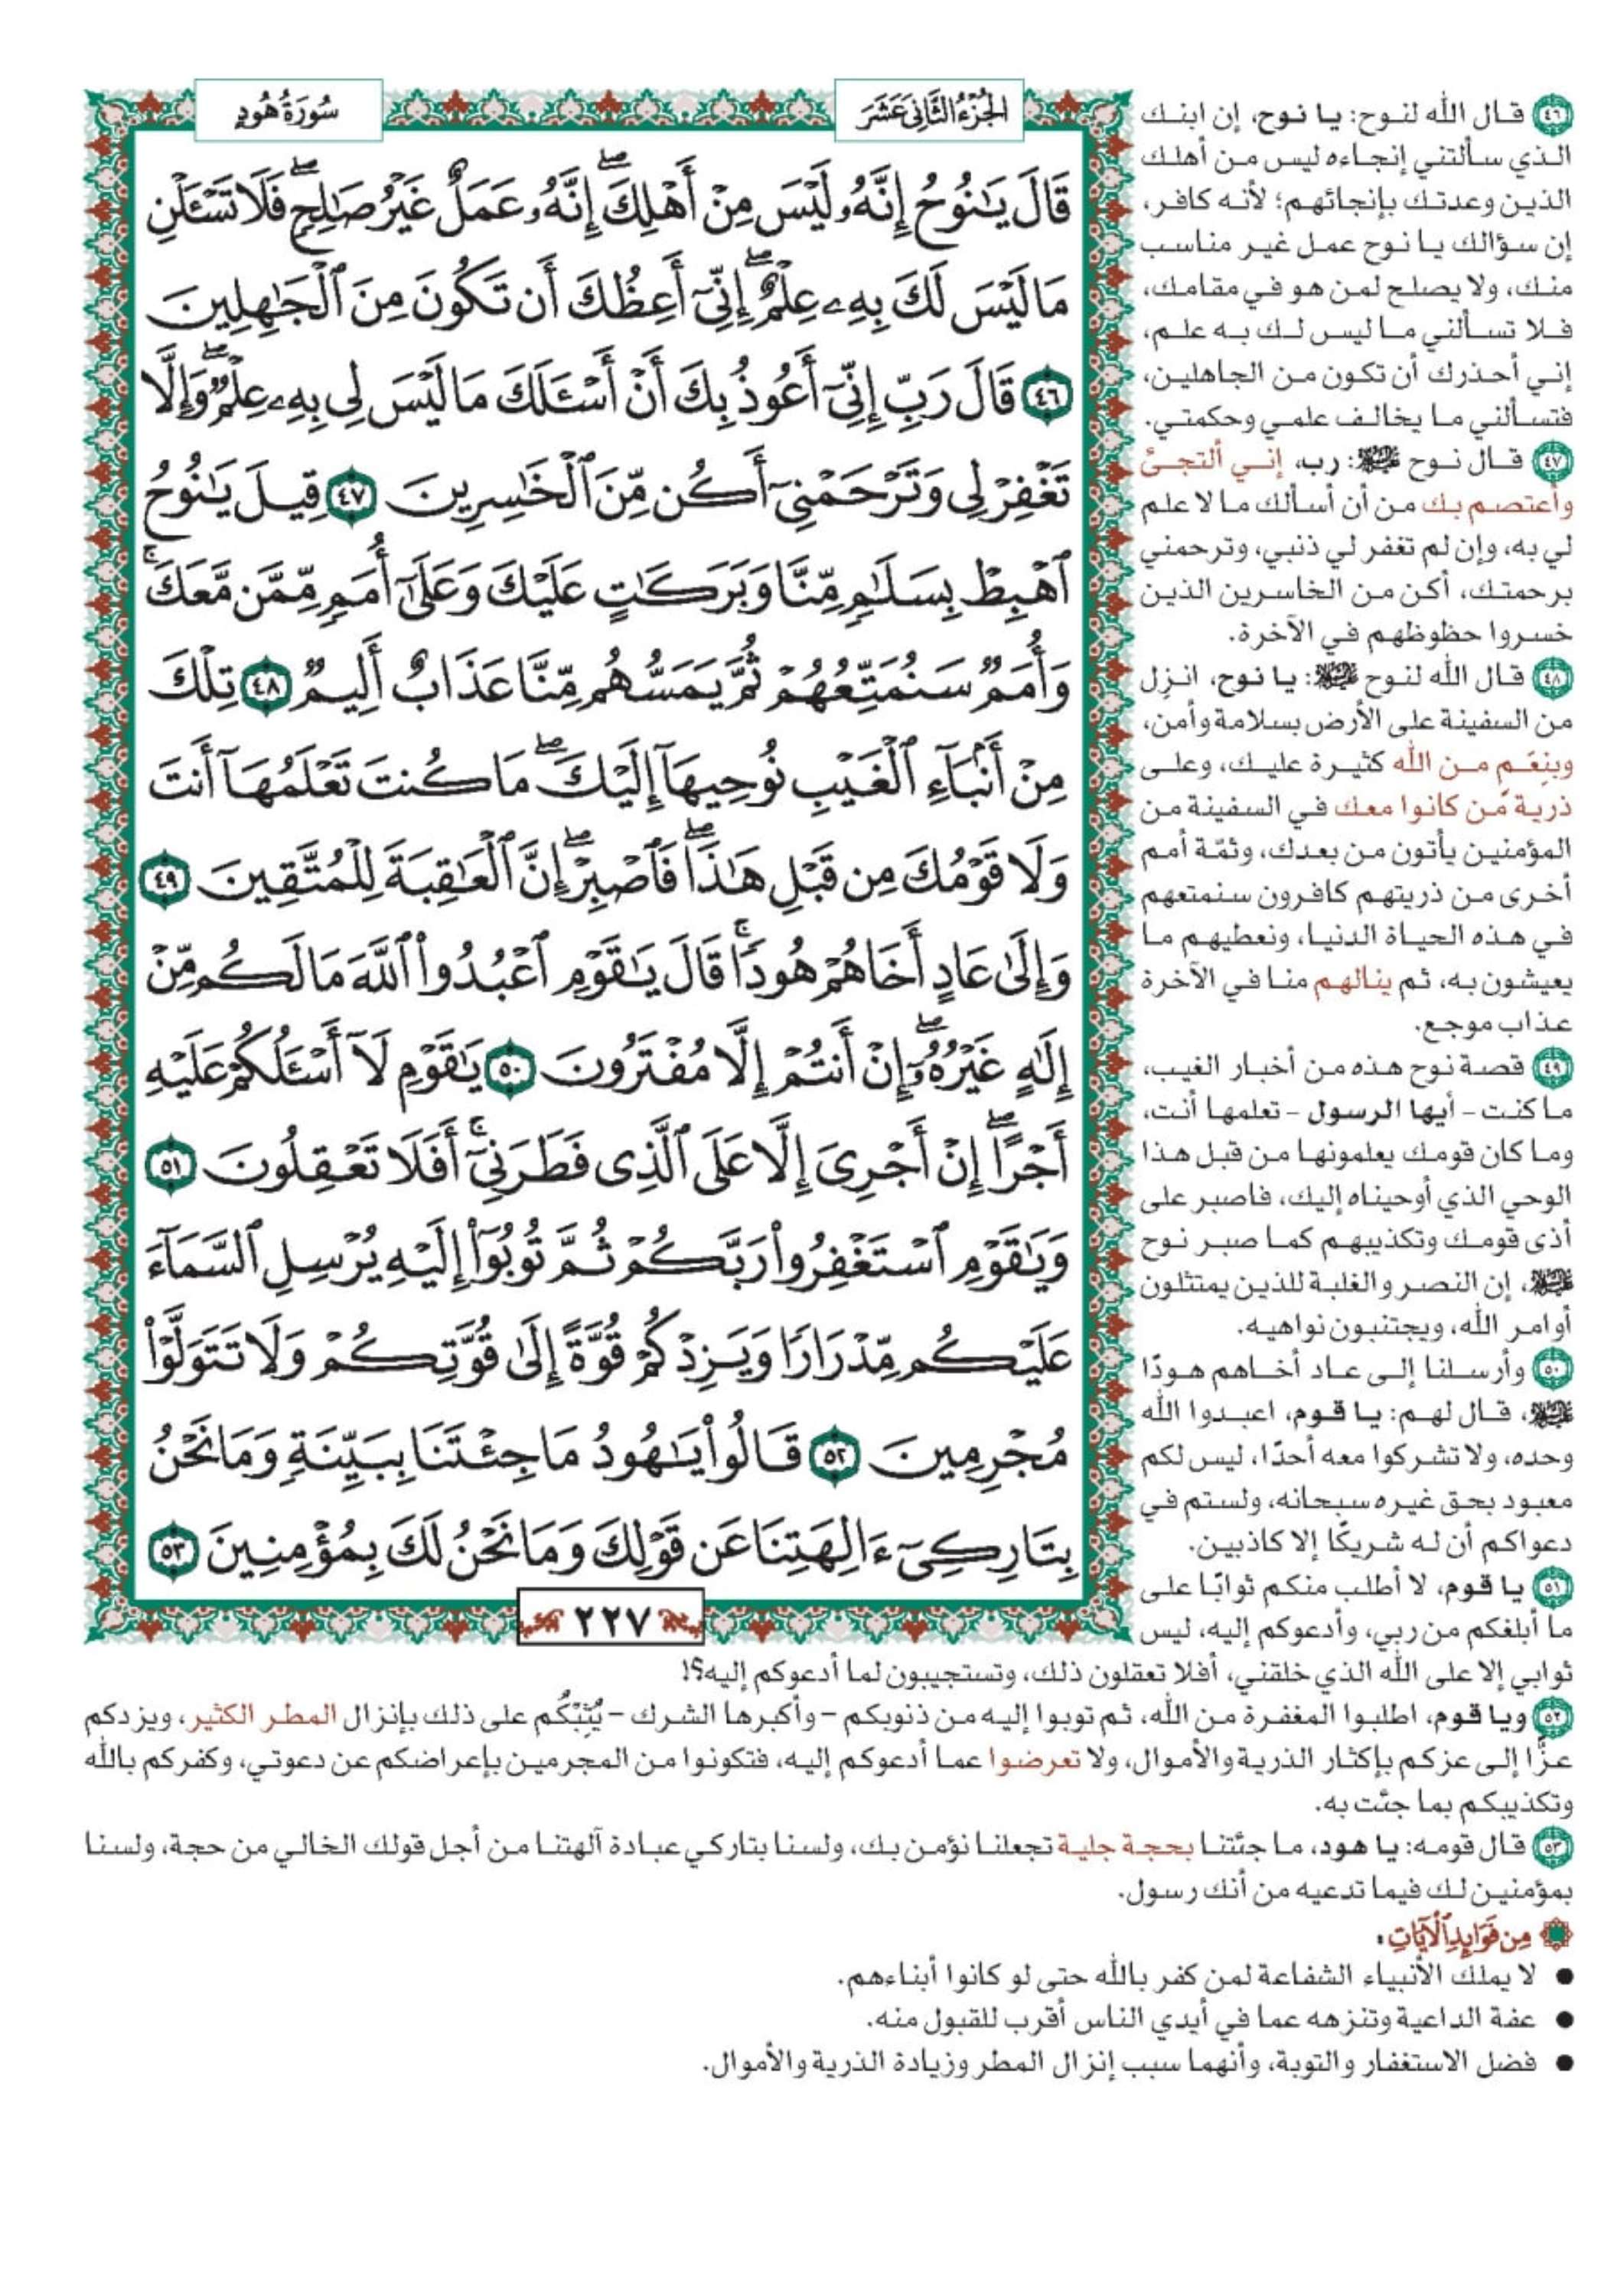 الجزء الثاني عشر
سورة هود
قَالَ يَـٰنُوحُ إِنَّهُۥ لَيْسَ مِنْ أَهْلِكَ ۖ إِنَّهُۥ عَمَلٌ غَيْرُ صَـٰلِحٍ ۖ فَلَا تَسْـَٔلْنِ
مَا لَيْسَ لَكَ بِهِۦ عِلْمٌ ۖ إِنِّىٓ أَعِظُكَ أَن تَكُونَ مِنَ ٱلْجَـٰهِلِينَ
٤٦ قَالَ رَبِّ إِنِّىٓ أَعُوذُ بِكَ أَنْ أَسْـَٔلَكَ مَا لَيْسَ لِى بِهِۦ عِلْمٌ ۖ وَإِلَّا
تَغْفِرْ لِى وَتَرْحَمْنِىٓ أَكُن مِّنَ ٱلْخَـٰسِرِينَ ٤٧ قِيلَ يَـٰنُوحُ
ٱهْبِطْ بِسَلَـٰمٍ مِّنَّا وَبَرَكَـٰتٍ عَلَيْكَ وَعَلَىٰٓ أُمَمٍ مِّمَّن مَّعَكَ ۚ
وَأُمَمٌ سَنُمَتِّعُهُمْ ثُمَّ يَمَسُّهُم مِّنَّا عَذَابٌ أَلِيمٌ ٤٨ تِلْكَ
مِنْ أَنۢبَآءِ ٱلْغَيْبِ نُوحِيهَآ إِلَيْكَ ۖ مَا كُنتَ تَعْلَمُهَآ أَنتَ
وَلَا قَوْمُكَ مِن قَبْلِ هَـٰذَا ۖ فَٱصْبِرْ ۖ إِنَّ ٱلْعَـٰقِبَةَ لِلْمُتَّقِينَ ٤٩
وَإِلَىٰ عَادٍ أَخَاهُمْ هُودًا ۚ قَالَ يَـٰقَوْمِ ٱعْبُدُوا۟ ٱللَّهَ مَا لَكُم مِّنْ
إِلَـٰهٍ غَيْرُهُۥٓ ۖ إِنْ أَنتُمْ إِلَّا مُفْتَرُونَ ٥٠ يَـٰقَوْمِ لَآ أَسْـَٔلُكُمْ عَلَيْهِ
أَجْرًا ۖ إِنْ أَجْرِىَ إِلَّا عَلَى ٱلَّذِى فَطَرَنِىٓ ۚ أَفَلَا تَعْقِلُونَ ٥١
وَيَـٰقَوْمِ ٱسْتَغْفِرُوا۟ رَبَّكُمْ ثُمَّ تُوبُوٓا۟ إِلَيْهِ يُرْسِلِ ٱلسَّمَآءَ
عَلَيْكُم مِّدْرَارًا وَيَزِدْكُمْ قُوَّةً إِلَىٰ قُوَّتِكُمْ وَلَا تَتَوَلَّوْا۟
مُجْرِمِينَ ٥٢ قَالُوا۟ يَـٰهُودُ مَا جِئْتَنَا بِبَيِّنَةٍ وَمَا نَحْنُ
بِتَارِكِىٓ ءَالِهَتِنَا عَن قَوْلِكَ وَمَا نَحْنُ لَكَ بِمُؤْمِنِينَ ٥٣
٢٢٧
٤٦ قال الله لنوح: يا نوح، إن ابنك
الذي سألتني إنجاءه ليس من أهلك
الذين وعدتك بإنجائهم؛ لأنه كافر،
إن سؤالك يا نوح عمل غير مناسب
منك، ولا يصلح لمن هو في مقامك،
فلا تسألني ما ليس لك به علم،
إني أحذرك أن تكون من الجاهلين،
فتسألني ما يخالف علمي وحكمتي.
٤٧ قال نوح ﷺ: رب، إني ألتجئ
وأعتصم بك من أن أسألك ما لا علم
لي به، وإن لم تغفر لي ذنبي، وترحمني
برحمتك، أكن من الخاسرين الذين
خسروا حظوظهم في الآخرة.
٤٨ قال الله لنوح ﷺ: يا نوح، انزل
من السفينة على الأرض بسلامة وأمن،
وبنِعَم من الله كثيرة عليك، وعلى
ذرية مَن كانوا معك في السفينة من
المؤمنين يأتون من بعدك، وثمّة أمم
أخرى من ذريتهم كافرون سنمتعهم
في هذه الحياة الدنيا، ونعطيهم ما
يعيشون به، ثم ينالهم منا في الآخرة
عذاب موجع.
٤٩ قصة نوح هذه من أخبار الغيب،
ما كنت - أيها الرسول - تعلمها أنت،
وما كان قومك يعلمونها من قبل هذا
الوحي الذي أوحيناه إليك، فاصبر على
أذى قومك وتكذيبهم كما صبر نوح
، إن النصر والغلبة للذين يمتثلون
أوامر الله، ويجتنبون نواهيه.
٥٠ وأرسلنا إلى عاد أخاهم هودًا
، قال لهم: يا قوم، اعبدوا الله
وحده، ولا تشركوا معه أحدًا، ليس لكم
معبود بحق غيره سبحانه، ولستم في
دعواكم أن له شريكًا إلا كاذبين.
٥١ يا قوم، لا أطلب منكم ثوابًا على
ما أبلغكم من ربي، وأدعوكم إليه، ليس
ثوابي إلا على الله الذي خلقني، أفلا تعقلون ذلك، وتستجيبون لما أدعوكم إليه؟!
٥٢ ويا قوم، اطلبوا المغفرة من الله، ثم توبوا إليه من ذنوبكم - وأكبرها الشرك - يُثِبْكُم على ذلك بإنزال المطر الكثير، ويزدكم
عزًّا إلى عزكم بإكثار الذرية والأموال، ولا تعرضوا عما أدعوكم إليه، فتكونوا من المجرمين بإعراضكم عن دعوتي، وكفركم بالله
وتكذيبكم بما جئت به.
٥٣ قال قومه: يا هود، ما جئتنا بحجة جلية تجعلنا نؤمن بك، ولسنا بتاركي عبادة آلهتنا من أجل قولك الخالي من حجة، ولسنا
بمؤمنين لك فيما تدعيه من أنك رسول.
من فوائد الآيات:
● لا يملك الأنبياء الشفاعة لمن كفر بالله حتى لو كانوا أبناءهم.
● عفة الداعية وتنزهه عما في أيدي الناس أقرب للقبول منه.
● فضل الاستغفار والتوبة، وأنهما سبب إنزال المطر وزيادة الذرية والأموال.